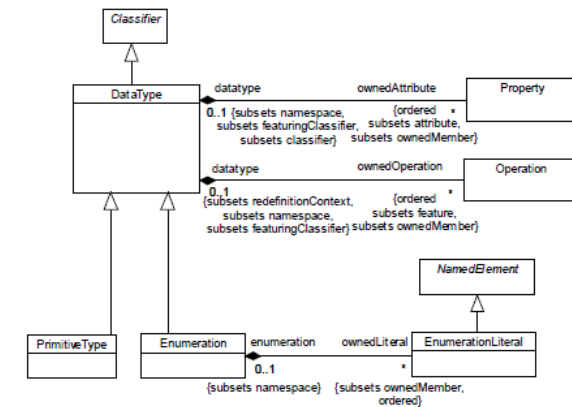 Classifier
DataType
datatype
ownedAttribute
Property
0..1 {subsets namespace,
subsets featuringClassifier,
subsets classifier}
{ordered *
subsets attribute,
subsets ownedMember}
datatype
ownedOperation
Operation
0..1
{subsets redefinitionContext,
subsets namespace,
subsets featuringClassifier}
{ordered *
subsets feature,
subsets ownedMember}
NamedElement
PrimitiveType
Enumeration
enumeration
ownedLiteral
EnumerationLiteral
0..1
*
{subsets namespace}
{subsets ownedMember,
ordered}